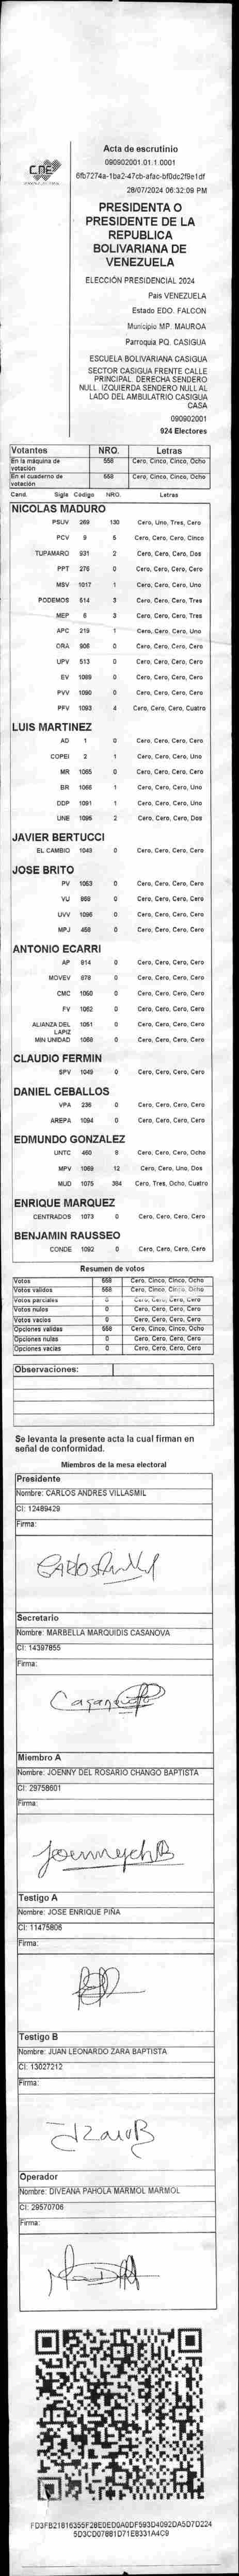 Acta de escrutinio
CNE
090902001.01.1.0001
6fb7274a-1ba2-47cb-afac-bf0dc2f9e1df
28/07/2024 06:32:09 PM
PRESIDENTA O
PRESIDENTE DE LA
REPUBLICA
BOLIVARIANA DE
VENEZUELA
ELECCIÓN PRESIDENCIAL 2024
País VENEZUELA
Estado EDO. FALCON
Municipio MP. MAUROA
Parroquia PQ. CASIGUA
ESCUELA BOLIVARIANA CASIGUA
SECTOR CASIGUA FRENTE CALLE
PRINCIPAL. DERECHA SENDERO
NULL. IZQUIERDA SENDERO NULL AL
LADO DEL AMBULATRIO CASIGUA
CASA
090902001
924 Electores
Votantes NRO. Letras
En la máquina de votación 558 Cero, Cinco, Cinco, Ocho
En el cuaderno de votación 558 Cero, Cinco, Cinco, Ocho
Cand. Sigla Código NRO. Letras
NICOLAS MADURO
PSUV 269 130 Cero, Uno, Tres, Cero
PCV 9 5 Cero, Cero, Cero, Cinco
TUPAMARO 931 2 Cero, Cero, Cero, Dos
PPT 276 0 Cero, Cero, Cero, Cero
MSV 1017 1 Cero, Cero, Cero, Uno
PODEMOS 514 3 Cero, Cero, Cero, Tres
MEP 6 3 Cero, Cero, Cero, Tres
APC 219 1 Cero, Cero, Cero, Uno
ORA 906 0 Cero, Cero, Cero, Cero
UPV 513 0 Cero, Cero, Cero, Cero
EV 1089 0 Cero, Cero, Cero, Cero
PVV 1090 0 Cero, Cero, Cero, Cero
PFV 1093 4 Cero, Cero, Cero, Cuatro
LUIS MARTINEZ
AD 1 0 Cero, Cero, Cero, Cero
COPEI 2 1 Cero, Cero, Cero, Uno
MR 1065 0 Cero, Cero, Cero, Cero
BR 1066 1 Cero, Cero, Cero, Uno
DDP 1091 1 Cero, Cero, Cero, Uno
UNE 1095 2 Cero, Cero, Cero, Dos
JAVIER BERTUCCI
EL CAMBIO 1043 0 Cero, Cero, Cero, Cero
JOSE BRITO
PV 1053 0 Cero, Cero, Cero, Cero
VU 869 0 Cero, Cero, Cero, Cero
UVV 1096 0 Cero, Cero, Cero, Cero
MPJ 458 0 Cero, Cero, Cero, Cero
ANTONIO ECARRI
AP 914 0 Cero, Cero, Cero, Cero
MOVEV 678 0 Cero, Cero, Cero, Cero
CMC 1060 0 Cero, Cero, Cero, Cero
FV 1062 0 Cero, Cero, Cero, Cero
ALIANZA DEL LAPIZ 1051 0 Cero, Cero, Cero, Cero
MIN UNIDAD 1068 0 Cero, Cero, Cero, Cero
CLAUDIO FERMIN
SPV 1049 0 Cero, Cero, Cero, Cero
DANIEL CEBALLOS
VPA 236 0 Cero, Cero, Cero, Cero
AREPA 1094 0 Cero, Cero, Cero, Cero
EDMUNDO GONZALEZ
UNTC 460 8 Cero, Cero, Cero, Ocho
MPV 1069 12 Cero, Cero, Uno, Dos
MUD 1075 384 Cero, Tres, Ocho, Cuatro
ENRIQUE MARQUEZ
CENTRADOS 1073 0 Cero, Cero, Cero, Cero
BENJAMIN RAUSSEO
CONDE 1092 0 Cero, Cero, Cero, Cero
Resumen de votos
Votos 558 Cero, Cinco, Cinco, Ocho
Votos válidos 558 Cero, Cinco, Cinco, Ocho
Votos parciales 0 Cero, Cero, Cero, Cero
Votos nulos 0 Cero, Cero, Cero, Cero
Votos vacíos 0 Cero, Cero, Cero, Cero
Opciones válidas 558 Cero, Cinco, Cinco, Ocho
Opciones nulas 0 Cero, Cero, Cero, Cero
Opciones vacías 0 Cero, Cero, Cero, Cero
Observaciones:
Se levanta la presente acta la cual firman en
señal de conformidad.
Miembros de la mesa electoral
Presidente
Nombre: CARLOS ANDRES VILLASMIL
CI: 12489429
Firma:
Secretario
Nombre: MARBELLA MARQUIDIS CASANOVA
CI: 14397855
Firma:
Miembro A
Nombre: JOENNY DEL ROSARIO CHANGO BAPTISTA
CI: 29758601
Firma:
Testigo A
Nombre: JOSE ENRIQUE PIÑA
CI: 11475806
Firma:
Testigo B
Nombre: JUAN LEONARDO ZARA BAPTISTA
CI: 13027212
Firma:
JZaraB
Operador
Nombre: DIVEANA PAHOLA MARMOL MARMOL
CI: 29570706
Firma:
FD3FB21816355F28E0ED0A0DF593D4092DA5D7D224
5D3CD07881D71E8331A4C9